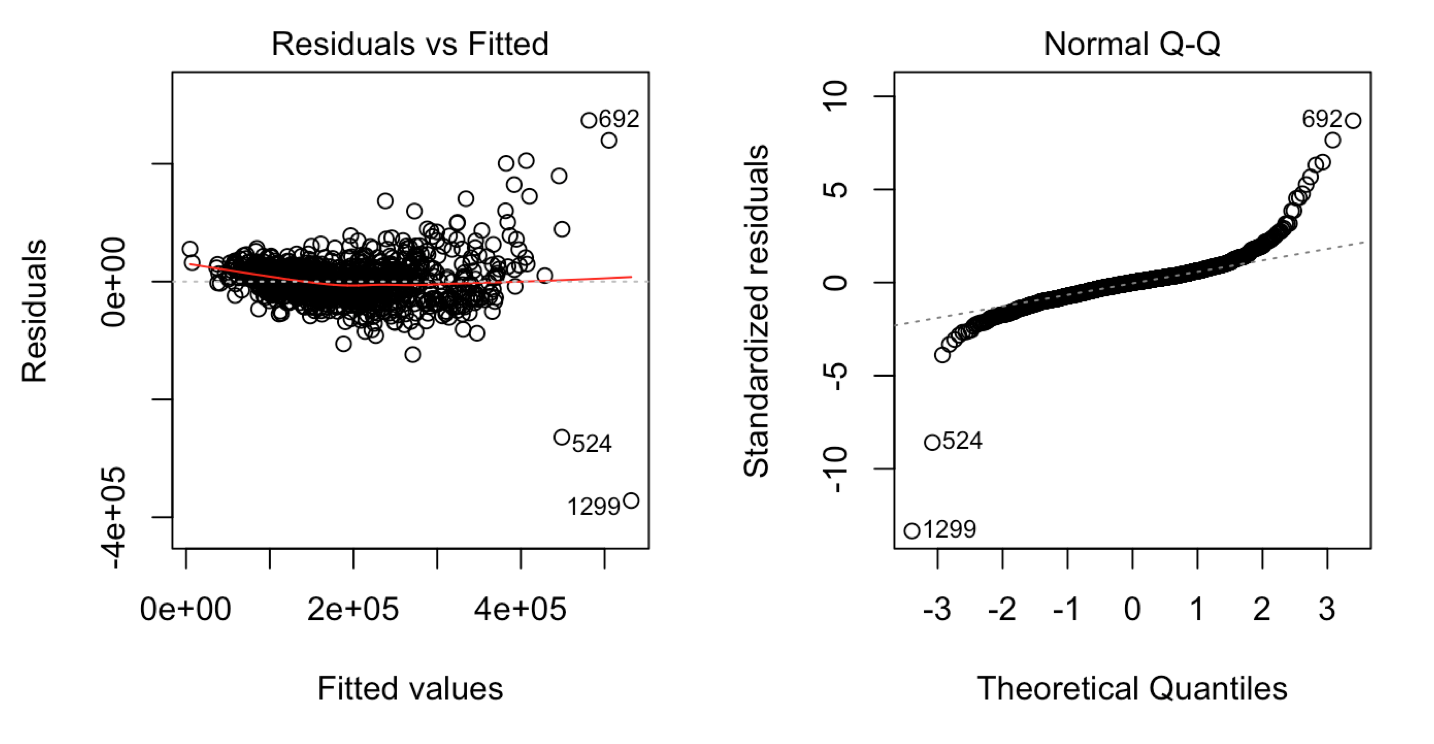 Residuals vs Fitted
Residuals
0e+00
-4e+05
692
524
1299
0e+00 2e+05 4e+05
Fitted values
Normal Q-Q
Standardized residuals
10
5
0
-5
-10
692
524
1299
-3 -2 -1 0 1 2 3
Theoretical Quantiles